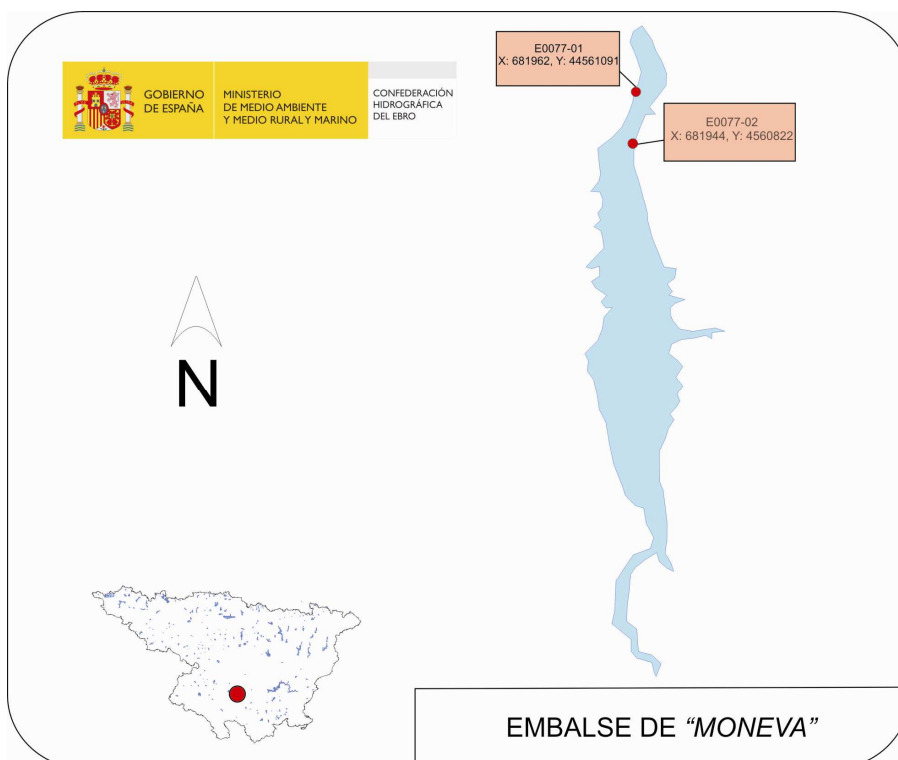 GOBIERNO
DE ESPAÑA
MINISTERIO
DE MEDIO AMBIENTE
Y MEDIO RURAL Y MARINO
CONFEDERACIÓN
HIDROGRÁFICA
DEL EBRO
E0077-01
X: 681962, Y: 44561091
E0077-02
X: 681944, Y: 4560822
N
EMBALSE DE “MONEVA”